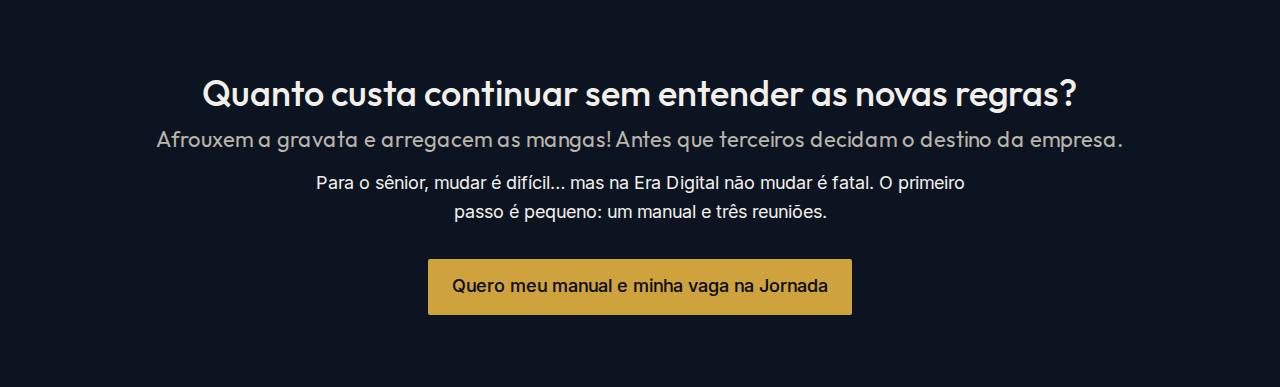 Quanto custa continuar sem entender as novas regras?
Afrouxem a gravata e arregacem as mangas! Antes que terceiros decidam o destino da empresa.
Para o sênior, mudar é difícil... mas na Era Digital não mudar é fatal. O primeiro
passo é pequeno: um manual e três reuniões.
Quero meu manual e minha vaga na Jornada